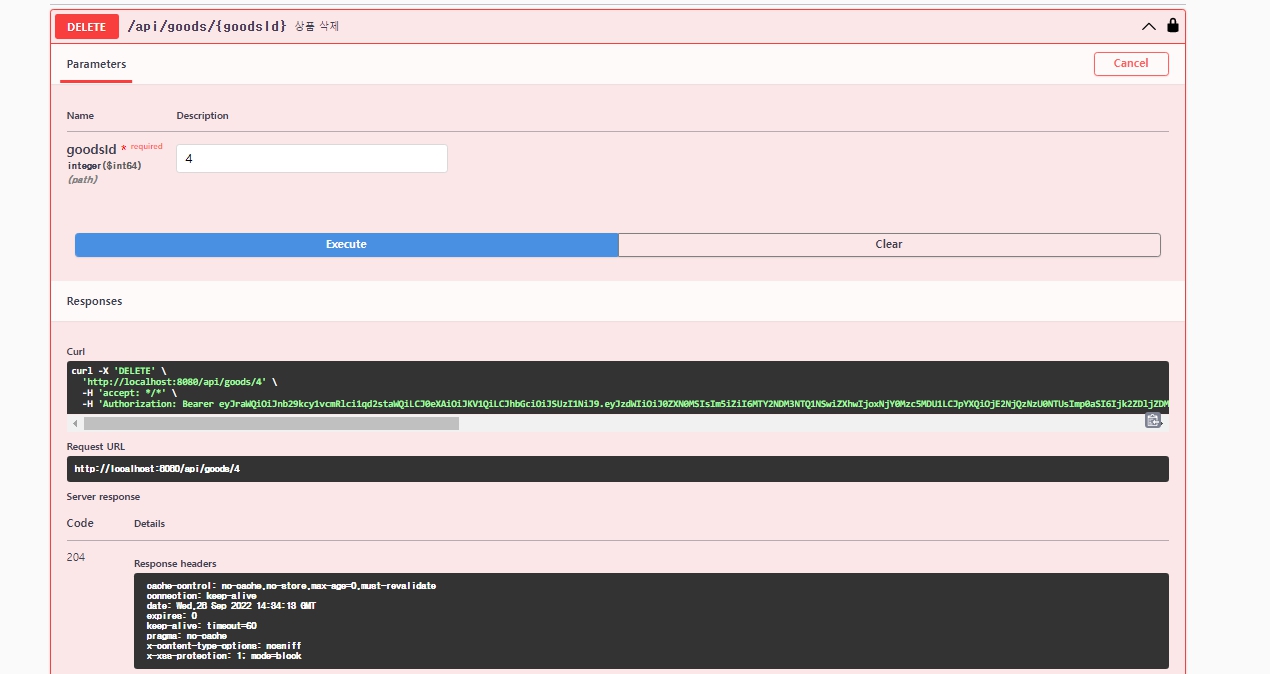 DELETE /api/goods/{goodsId} 상품 삭제
Parameters
Cancel
Name Description
goodsId * required
integer($int64)
(path)
4
Execute
Clear
Responses
Curl
curl -X 'DELETE' \
'http://localhost:8080/api/goods/4' \
-H 'accept: */*' \
-H 'Authorization: Bearer
Request URL
http://localhost:8080/api/goods/4
Server response
Code Details
204
Response headers
cache-control: no-cache,no-store,max-age=0,must-revalidate
connection: keep-alive
date: Wed,28 Sep 2022 14:34:18 GMT
expires: 0
keep-alive: timeout=60
pragma: no-cache
x-content-type-options: nosniff
x-xss-protection: 1; mode=block